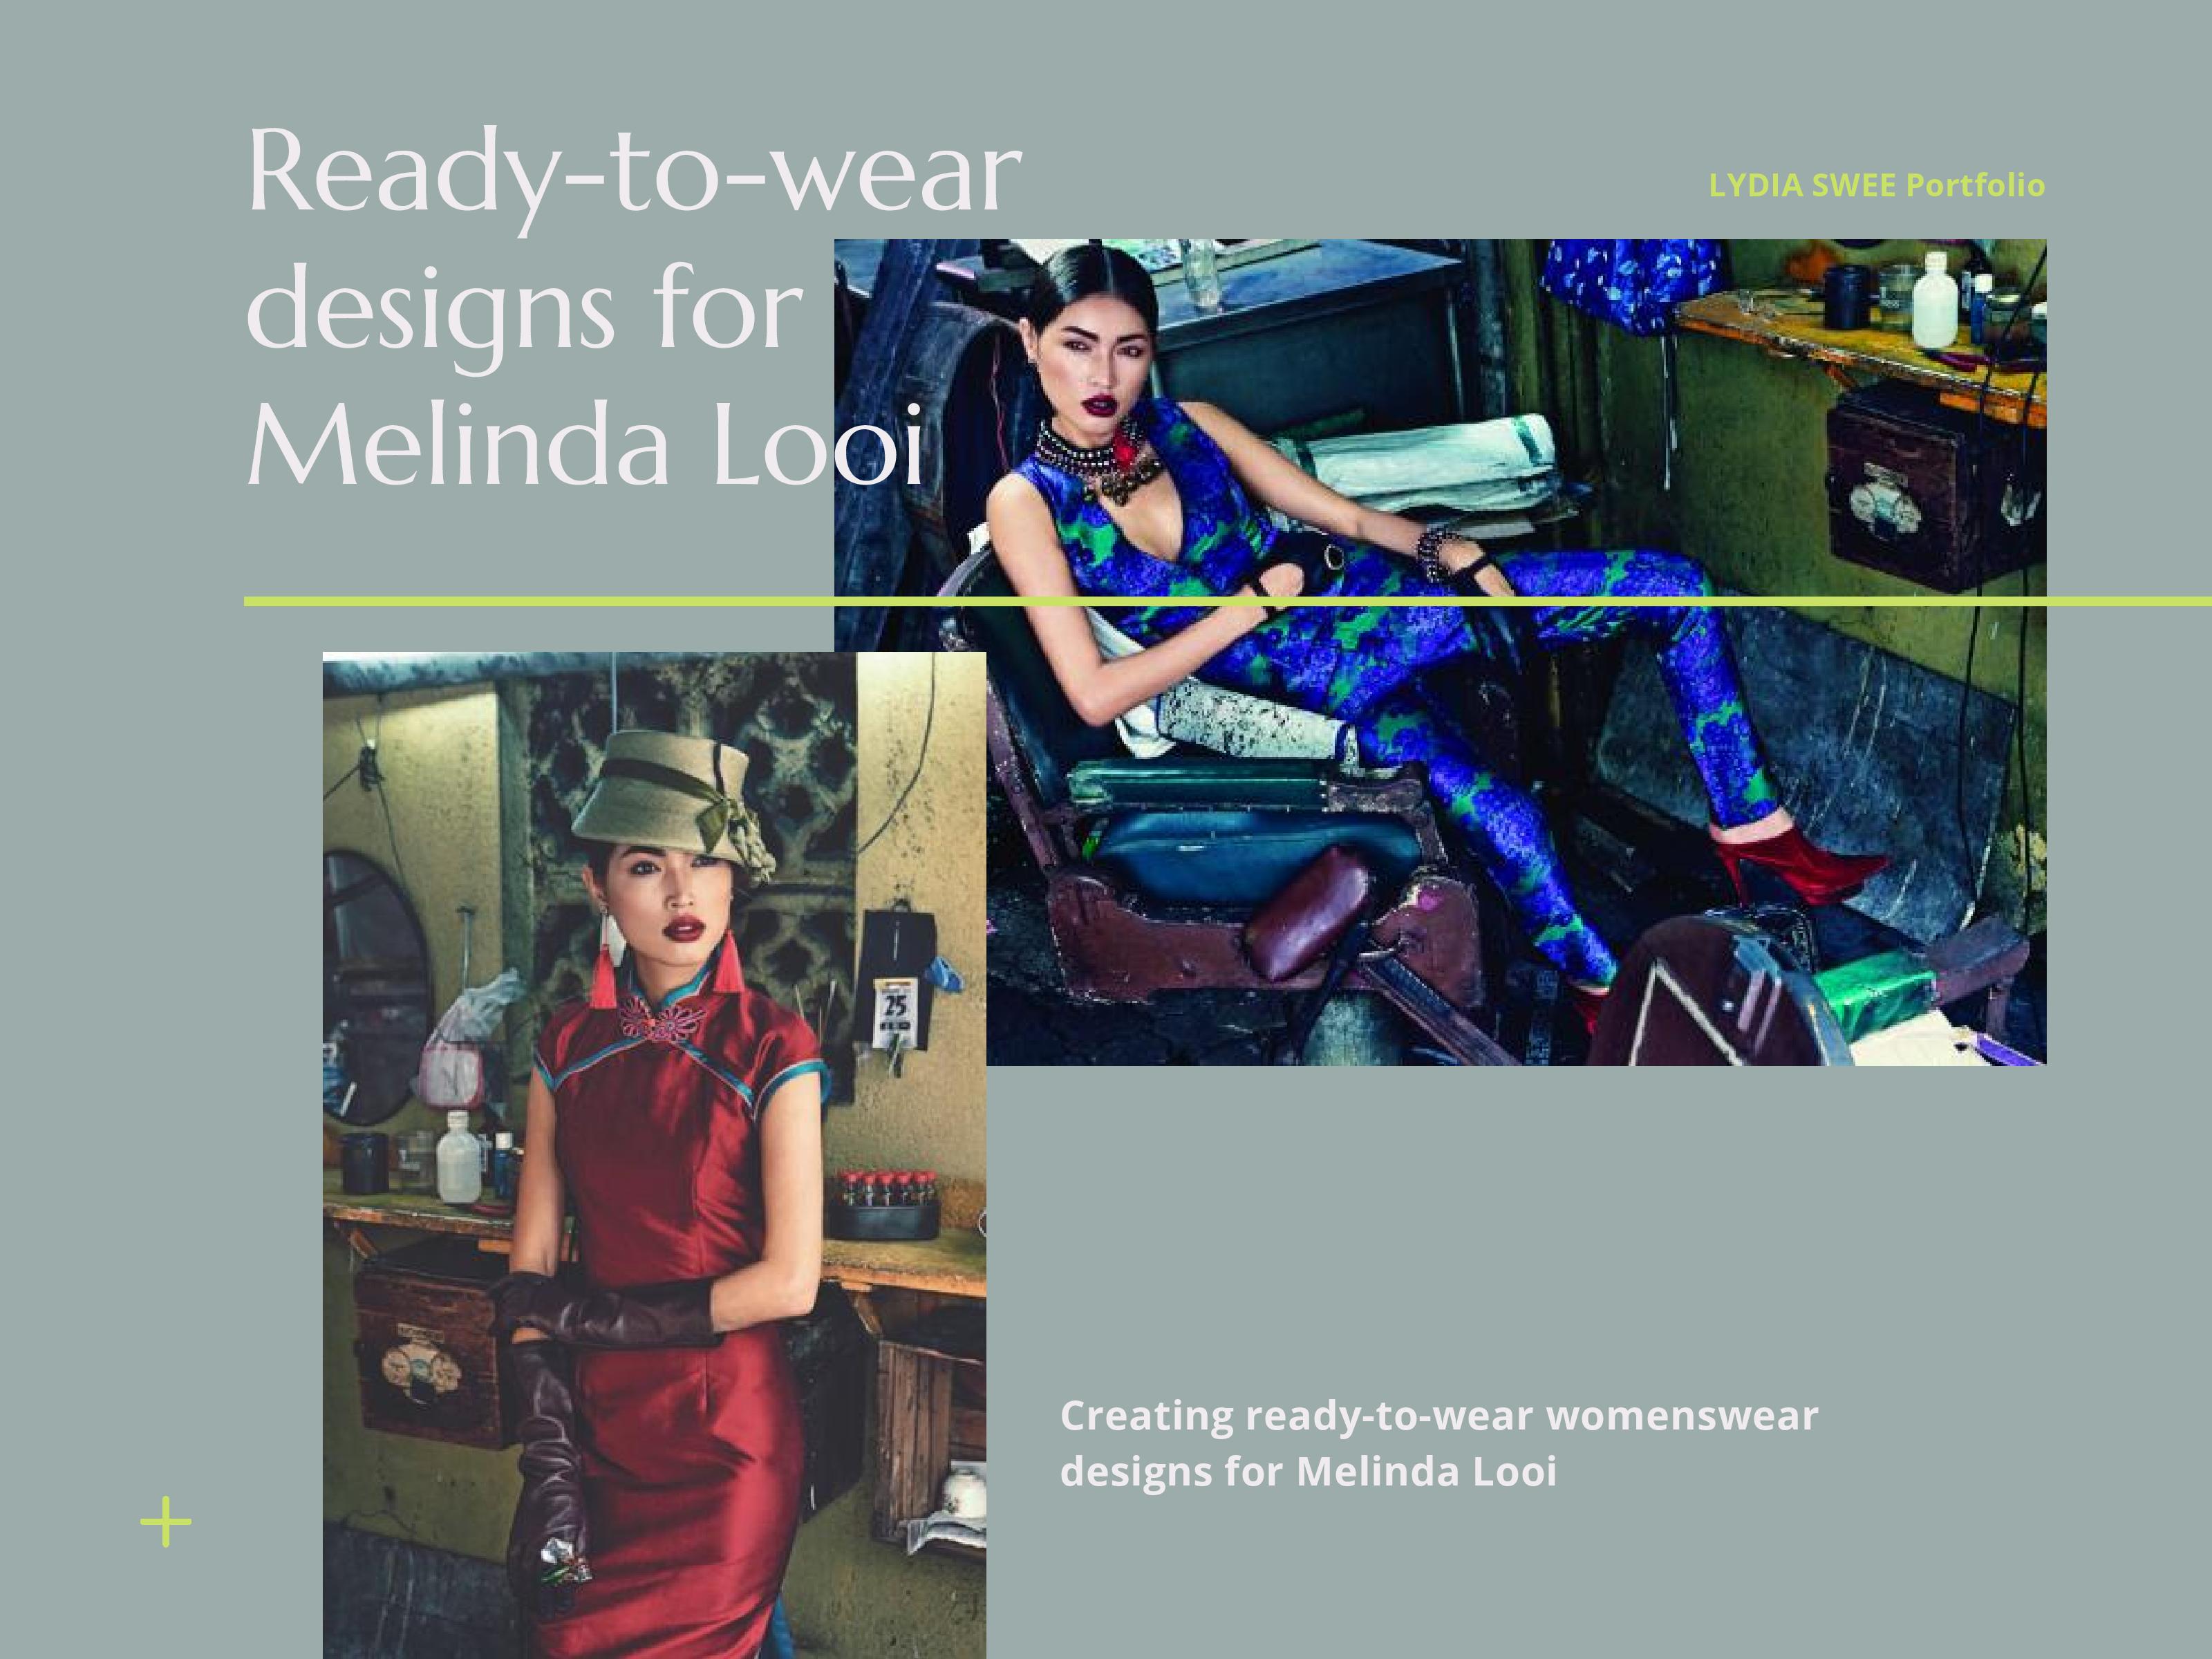 Ready-to-wear
designs for
Melinda Looi
LYDIA SWEE Portfolio
25
Creating ready-to-wear womenswear
designs for Melinda Looi